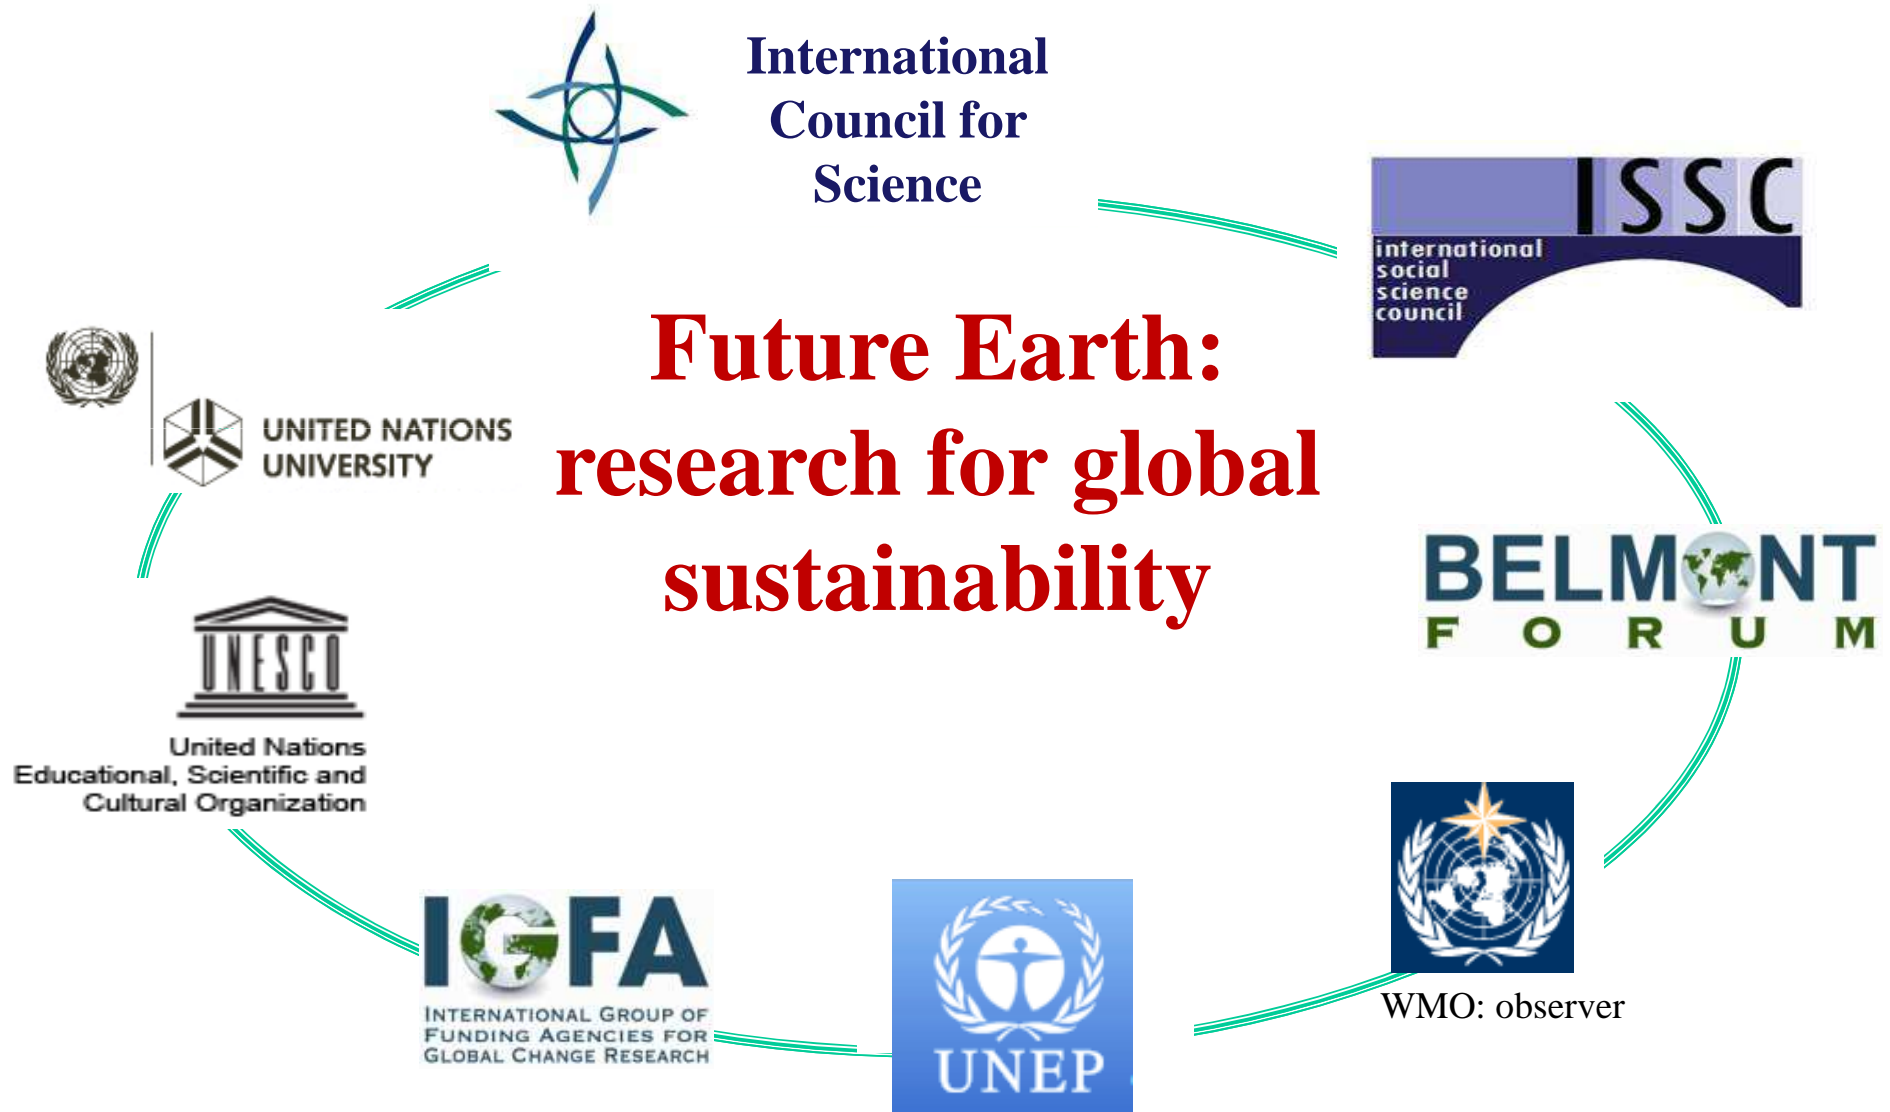 International
Council for
Science
ISSC
international
social
science
council
Future Earth:
research for global
sustainability
UNITED NATIONS
UNIVERSITY
BELMONT
FORUM
UNESCO
United Nations
Educational, Scientific and
Cultural Organization
IGFA
INTERNATIONAL GROUP OF
FUNDING AGENCIES FOR
GLOBAL CHANGE RESEARCH
UNEP
WMO: observer